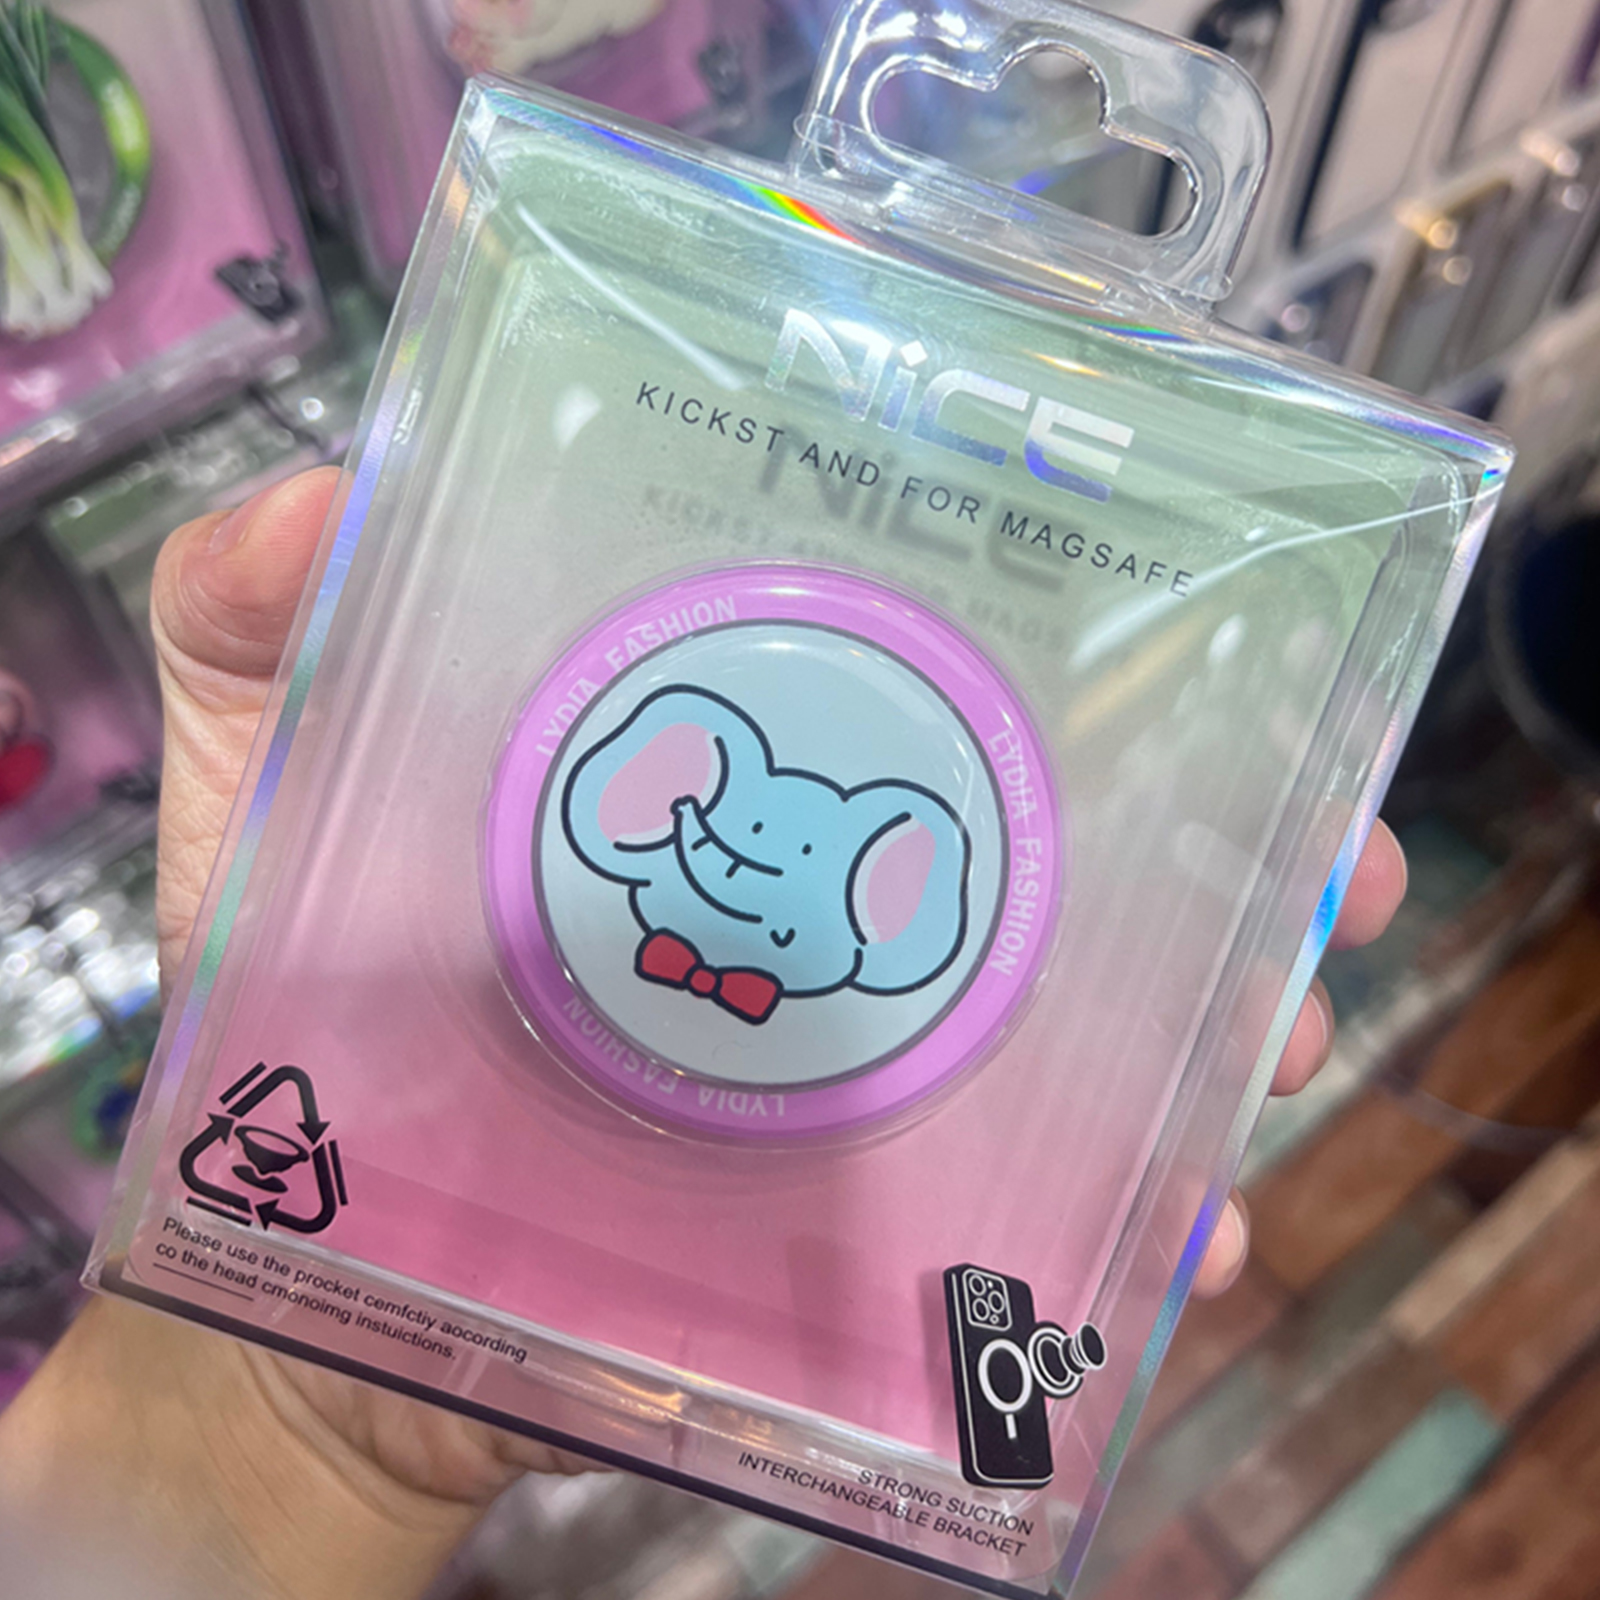 NiCE
KICKST AND FOR MAGSAFE
LYDIA FASHION
LYDIA FASHION
LYDIA FASHION
Please use the procket cemfctiy aocording
co the head cmonoimg instuictions.
STRONG SUCTION
INTERCHANGEABLE BRACKET